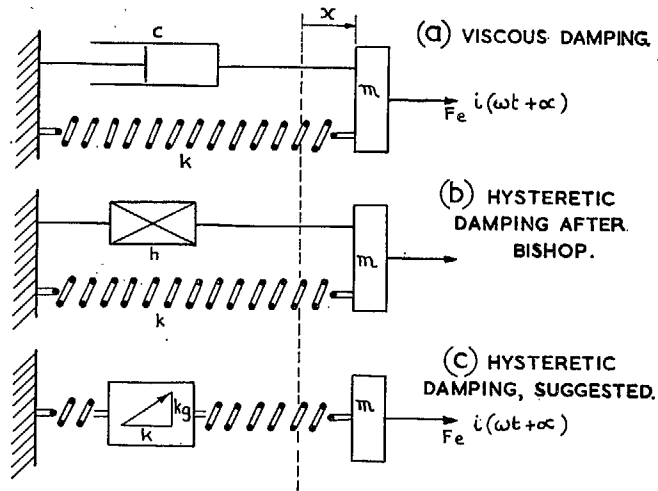 x
c
(a) VISCOUS DAMPING.
m
Fe i(ωt+α)
k
(b) HYSTERETIC
DAMPING AFTER
BISHOP.
h
m
k
(c) HYSTERETIC
DAMPING, SUGGESTED.
kg
k
m
Fe i(ωt+α)